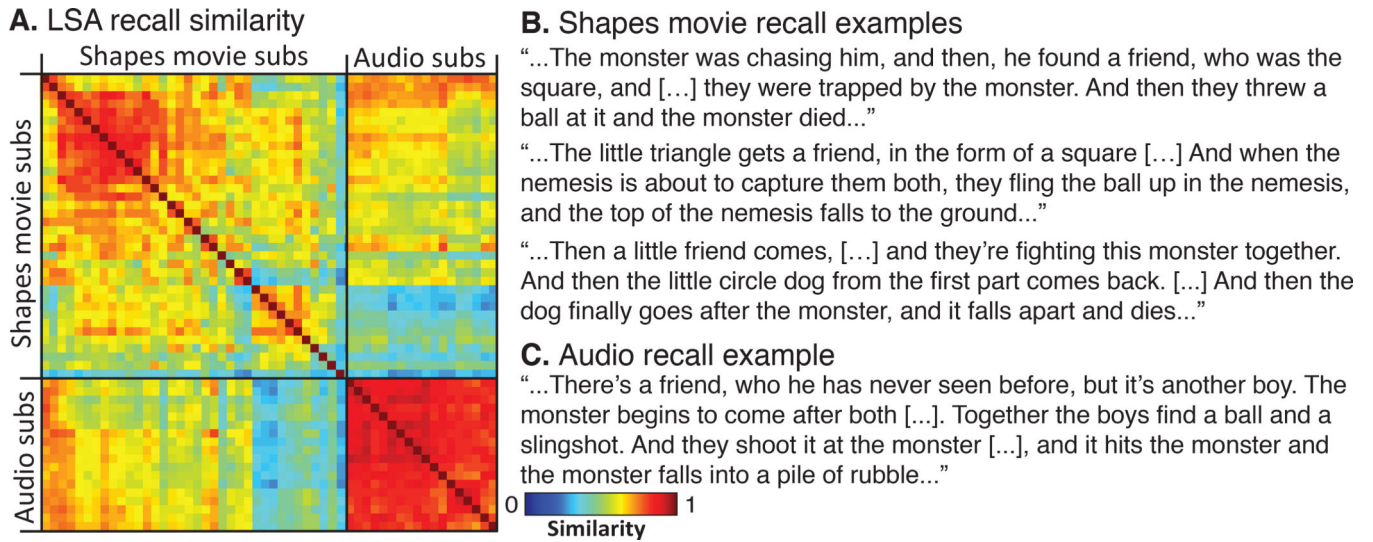 A. LSA recall similarity
Shapes movie subs
Audio subs
Shapes movie subs
Audio subs
B. Shapes movie recall examples
“...The monster was chasing him, and then, he found a friend, who was the
square, and [...] they were trapped by the monster. And then they threw a
ball at it and the monster died...”
“...The little triangle gets a friend, in the form of a square [...] And when the
nemesis is about to capture them both, they fling the ball up in the nemesis,
and the top of the nemesis falls to the ground...”
“...Then a little friend comes, [...] and they’re fighting this monster together.
And then the little circle dog from the first part comes back. [...] And then the
dog finally goes after the monster, and it falls apart and dies...”
C. Audio recall example
“...There’s a friend, who he has never seen before, but it’s another boy. The
monster begins to come after both [...]. Together the boys find a ball and a
slingshot. And they shoot it at the monster [...], and it hits the monster and
the monster falls into a pile of rubble...”
0 1
Similarity